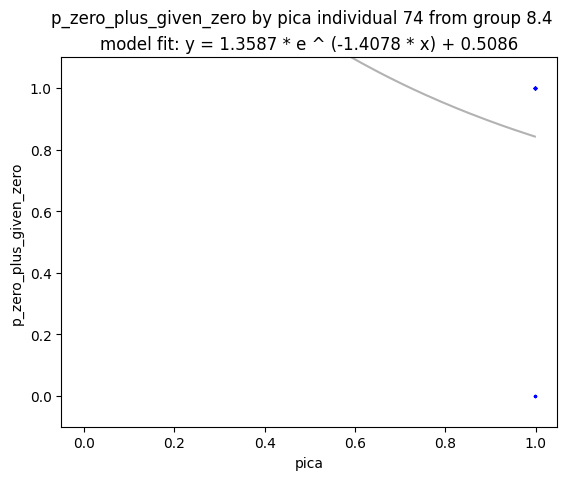 p_zero_plus_given_zero by pica individual 74 from group 8.4
model fit: y = 1.3587 * e ^ (-1.4078 * x) + 0.5086
1.0
0.8
0.6
0.4
0.2
0.0
p_zero_plus_given_zero
0.0 0.2 0.4 0.6 0.8 1.0
pica